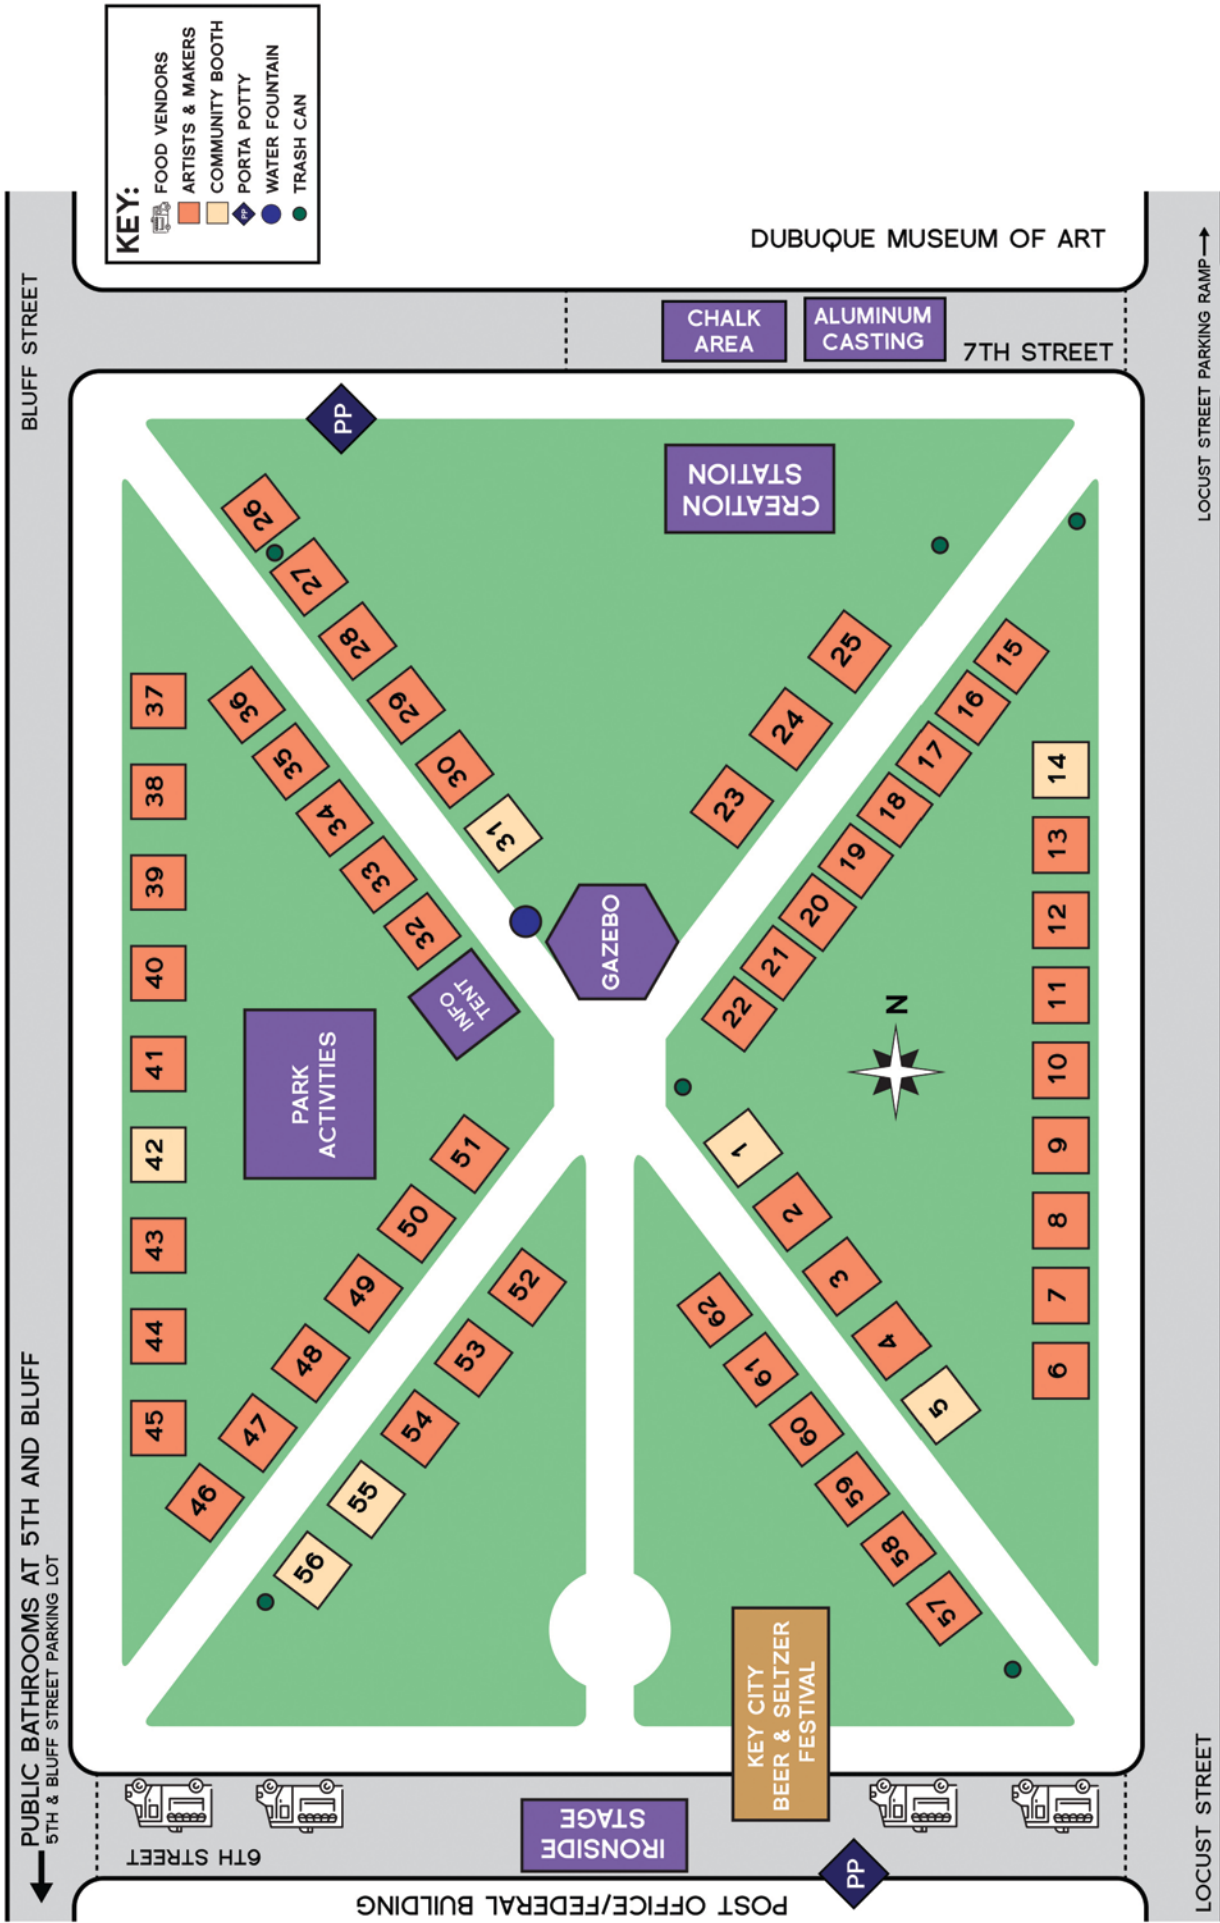 KEY:
FOOD VENDORS
ARTISTS & MAKERS
COMMUNITY BOOTH
PP
PORTA POTTY
WATER FOUNTAIN
TRASH CAN
BLUFF STREET
DUBUQUE MUSEUM OF ART
CHALK
AREA
ALUMINUM
CASTING
7TH STREET
LOCUST STREET PARKING RAMP
PP
CREATION
STATION
26
27
28
29
30
31
25
24
23
37
38
39
40
41
42
43
44
45
36
35
34
33
32
INFO
TENT
GAZEBO
PARK
ACTIVITIES
15
16
17
18
19
20
21
22
14
13
12
11
10
9
8
7
6
N
1
2
3
4
5
51
50
49
48
47
46
52
53
54
55
56
62
61
60
59
58
57
KEY CITY
BEER & SELTZER
FESTIVAL
IRONSIDE
STAGE
PP
6TH STREET
POST OFFICE/FEDERAL BUILDING
PUBLIC BATHROOMS AT 5TH AND BLUFF
5TH & BLUFF STREET PARKING LOT
LOCUST STREET